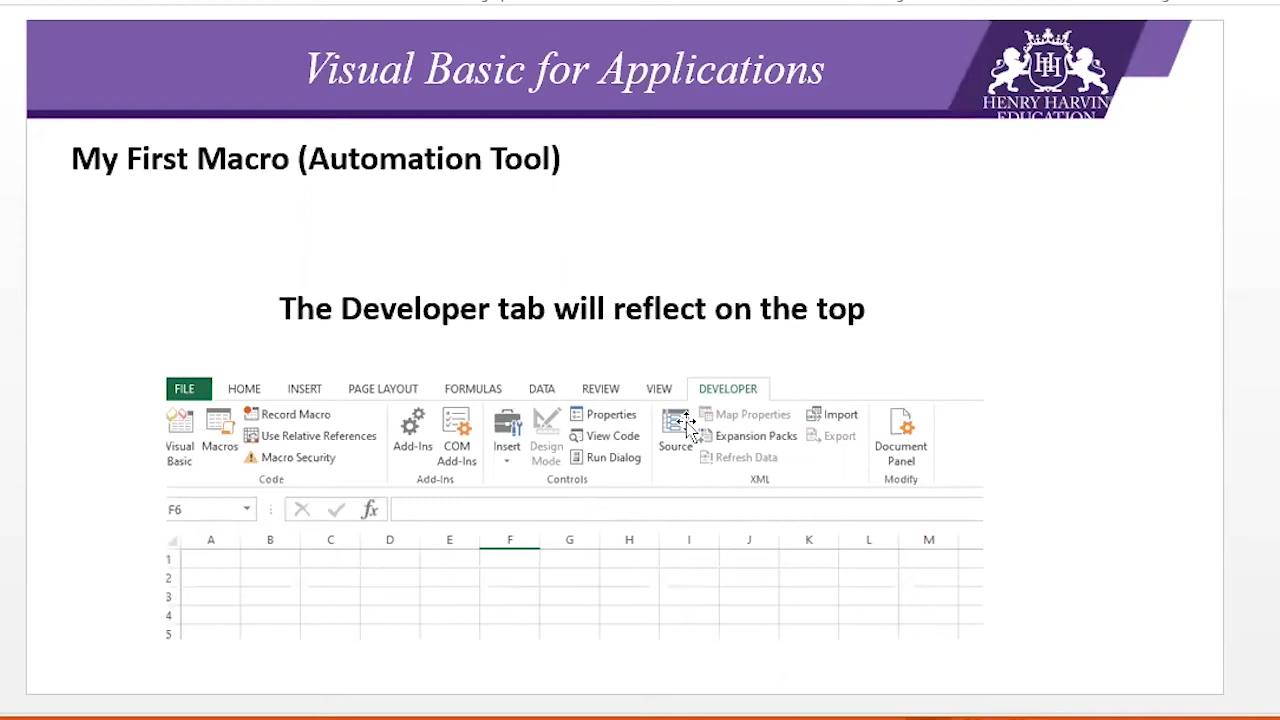 Visual Basic for Applications
HENRY HARVIN
EDUCATION
My First Macro (Automation Tool)
The Developer tab will reflect on the top
FILE HOME INSERT PAGE LAYOUT FORMULAS DATA REVIEW VIEW DEVELOPER
Visual Basic
Macros
Record Macro
Use Relative References
Macro Security
Code
Add-Ins
COM Add-Ins
Add-Ins
Insert
Design Mode
Properties
View Code
Run Dialog
Controls
Source
Map Properties
Expansion Packs
Refresh Data
Import
Export
XML
Document Panel
Modify
F6 fx
A B C D E F G H I J K L M
1
2
3
4
5